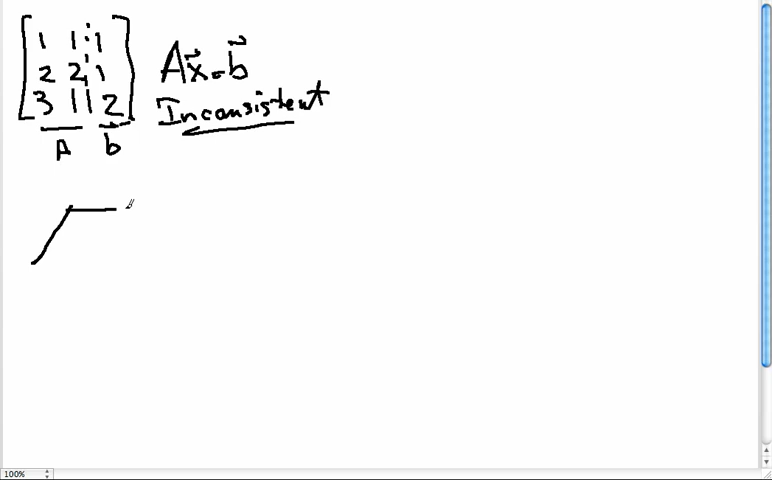 1 1 1
2 2 1 Ax⃗ = b⃗
3 1 2 Inconsistent
A b⃗
100%